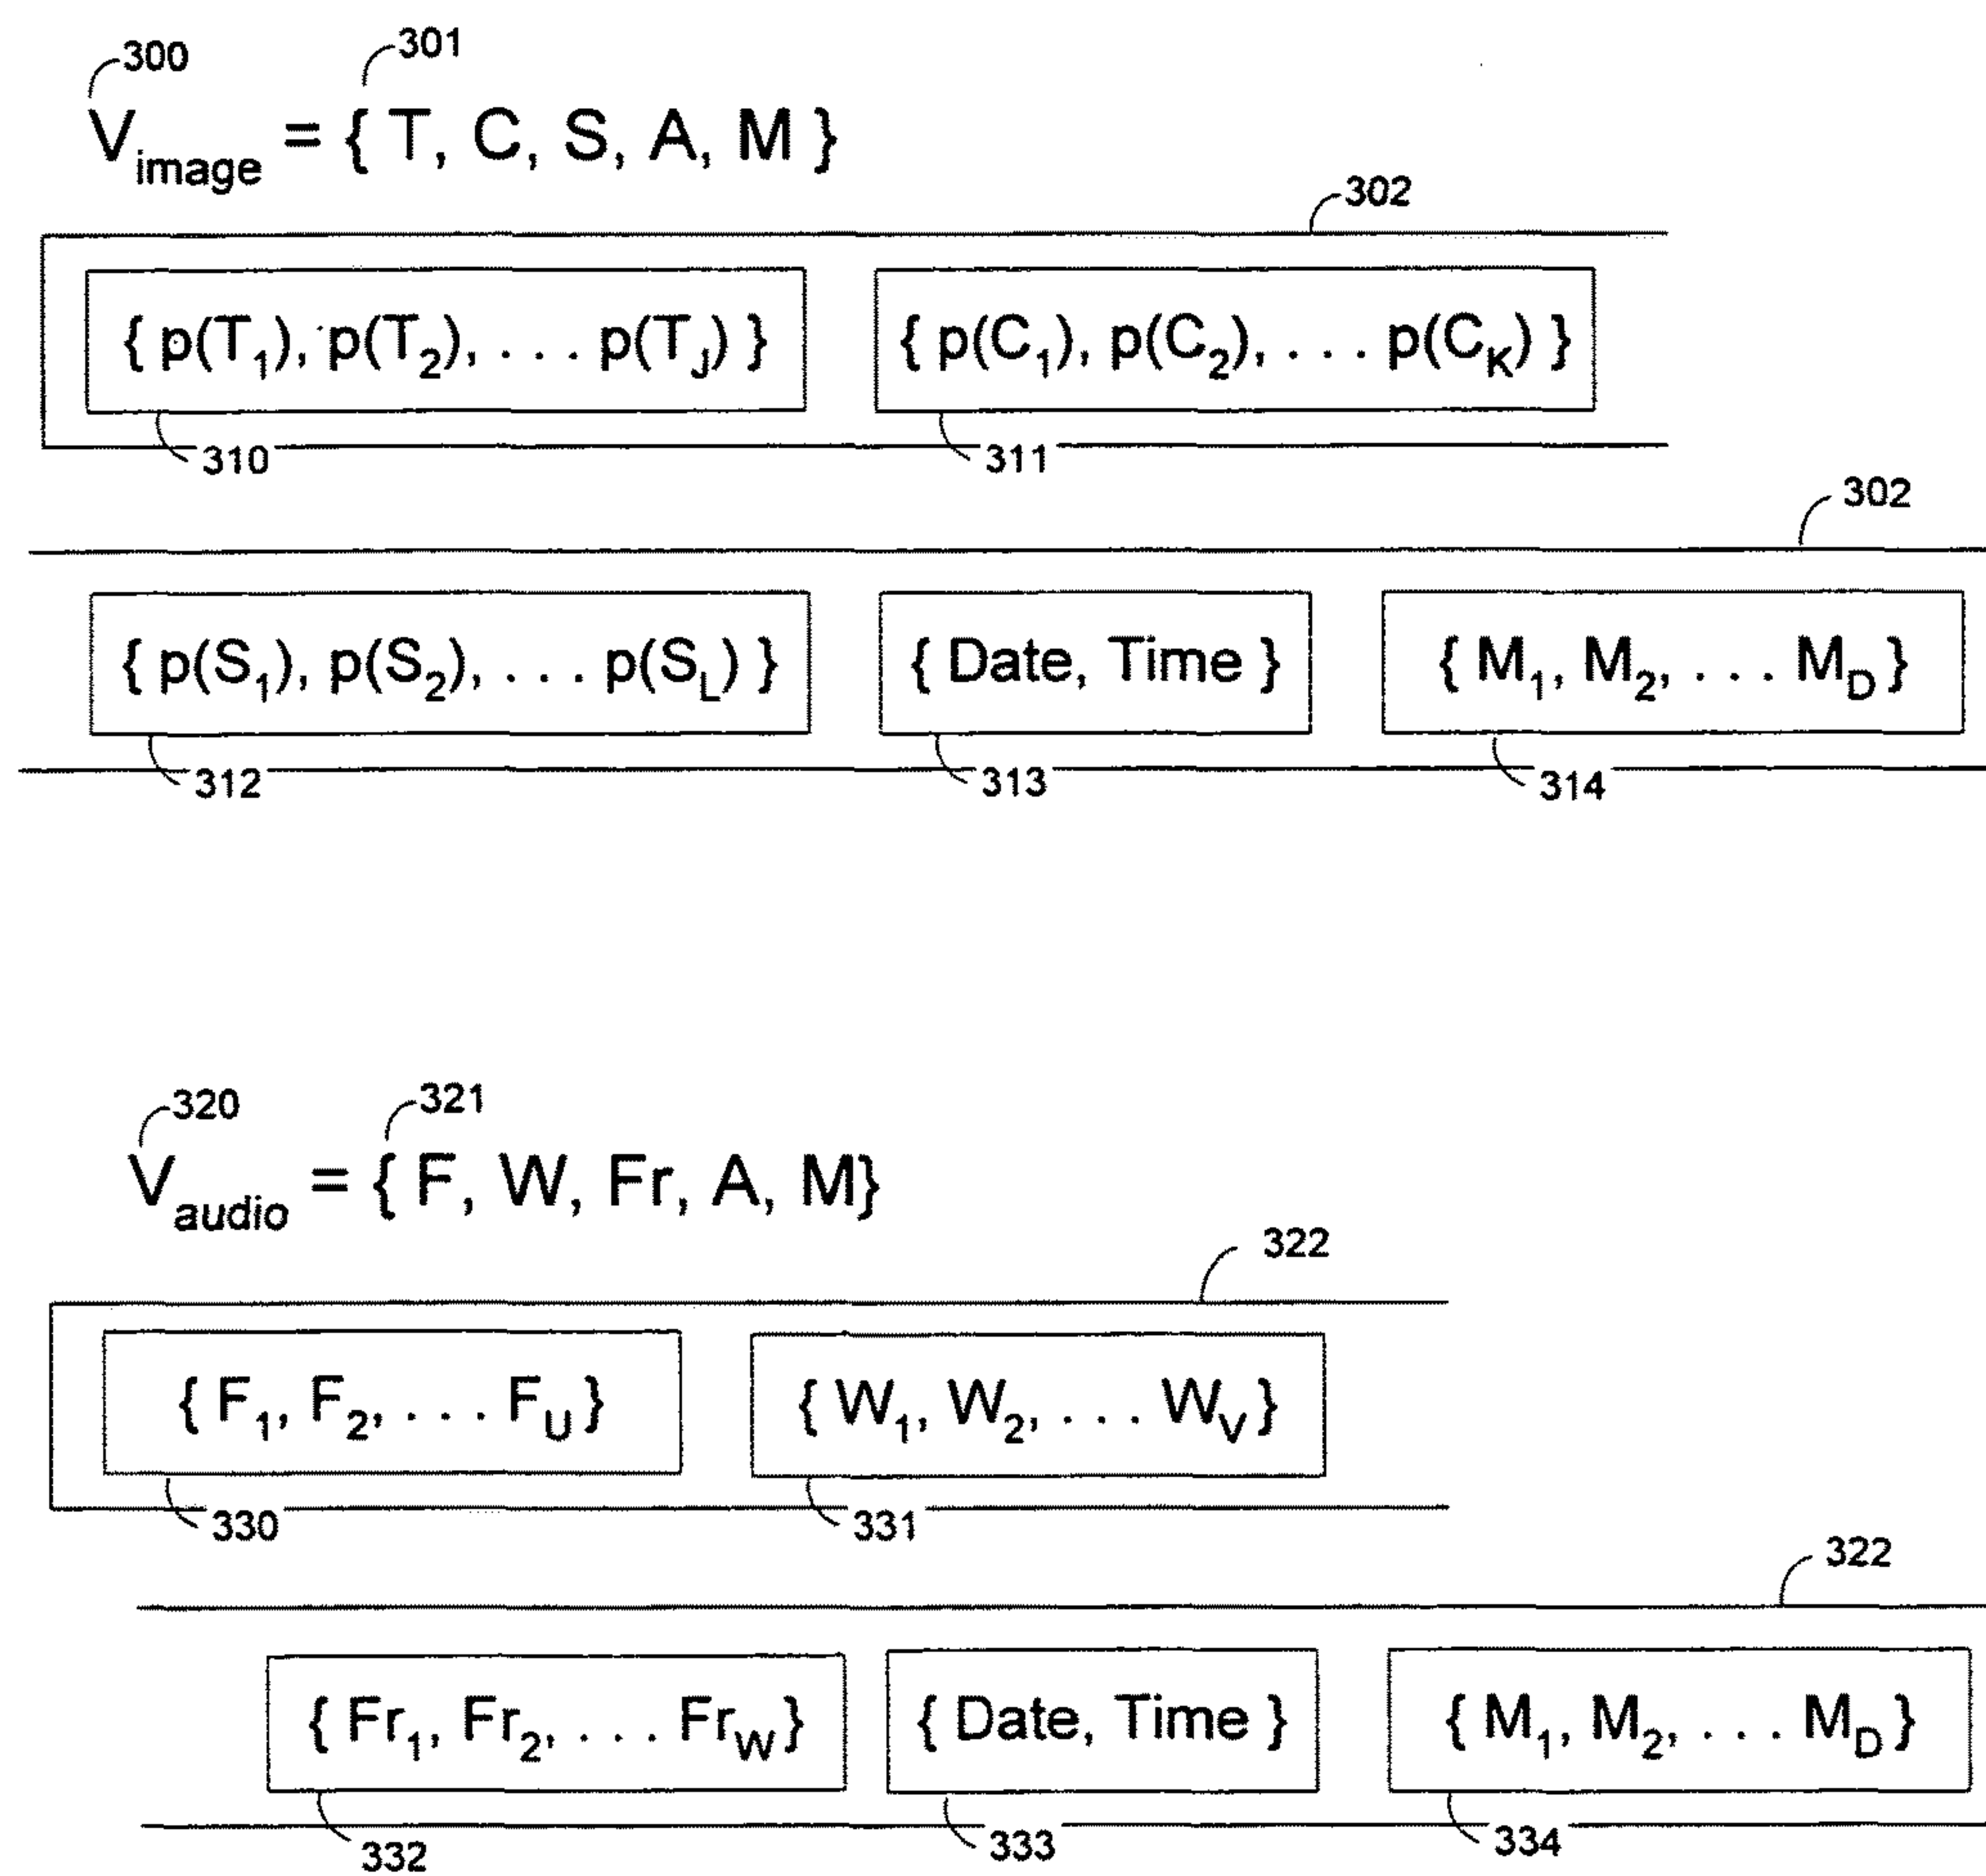 300 301
V_image = { T, C, S, A, M }
302
{ p(T_1), p(T_2), . . . p(T_J) } { p(C_1), p(C_2), . . . p(C_K) }
310 311
302
{ p(S_1), p(S_2), . . . p(S_L) } { Date, Time } { M_1, M_2, . . . M_D }
312 313 314
320 321
V_audio = { F, W, Fr, A, M}
322
{ F_1, F_2, . . . F_U } { W_1, W_2, . . . W_V }
330 331
322
{ Fr_1, Fr_2, . . . Fr_W } { Date, Time } { M_1, M_2, . . . M_D }
332 333 334